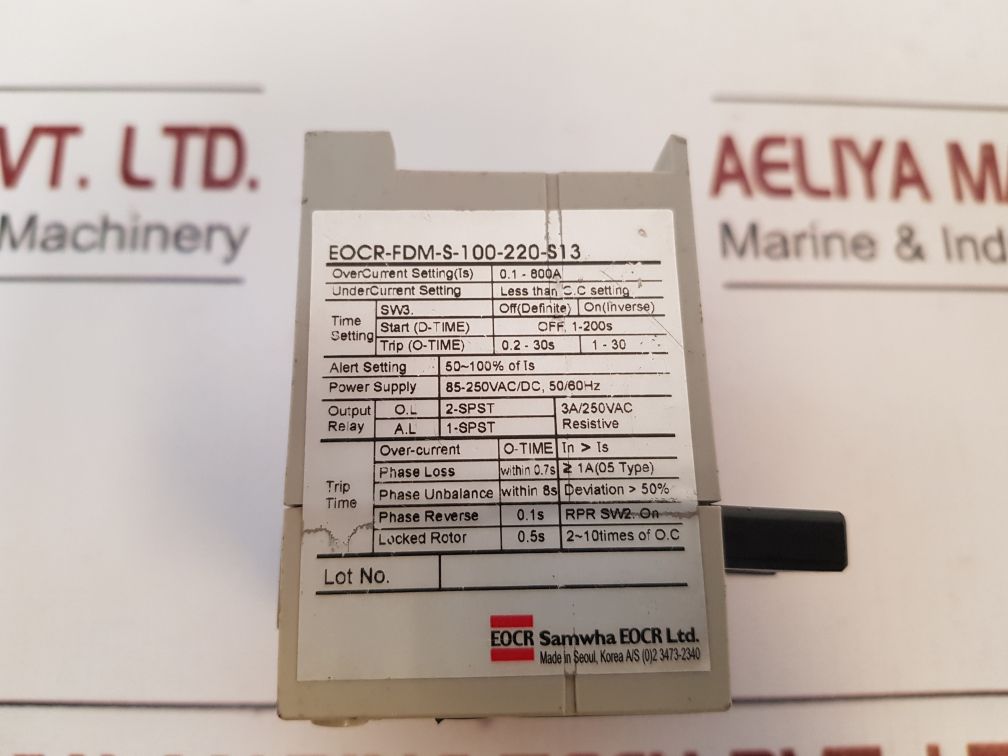 VT. LTD.
Machinery
AELIYA MA
Marine & Ind
EOCR-FDM-S-100-220-S13
OverCurrent Setting(Is) 0.1 - 800A
UnderCurrent Setting Less than O.C setting
Time Setting SW3. Off(Definite) On(Inverse)
Start (D-TIME) OFF, 1-200s
Trip (O-TIME) 0.2 - 30s 1 - 30
Alert Setting 50~100% of Is
Power Supply 85-250VAC/DC, 50/60Hz
Output Relay O.L 2-SPST 3A/250VAC
A.L 1-SPST Resistive
Trip Time Over-current O-TIME In > Is
Phase Loss within 0.7s ≥ 1A(05 Type)
Phase Unbalance within 8s Deviation > 50%
Phase Reverse 0.1s RPR SW2. On
Locked Rotor 0.5s 2~10times of O.C
Lot No.
EOCR Samwha EOCR Ltd.
Made in Seoul, Korea A/S (0)2 3473-2340